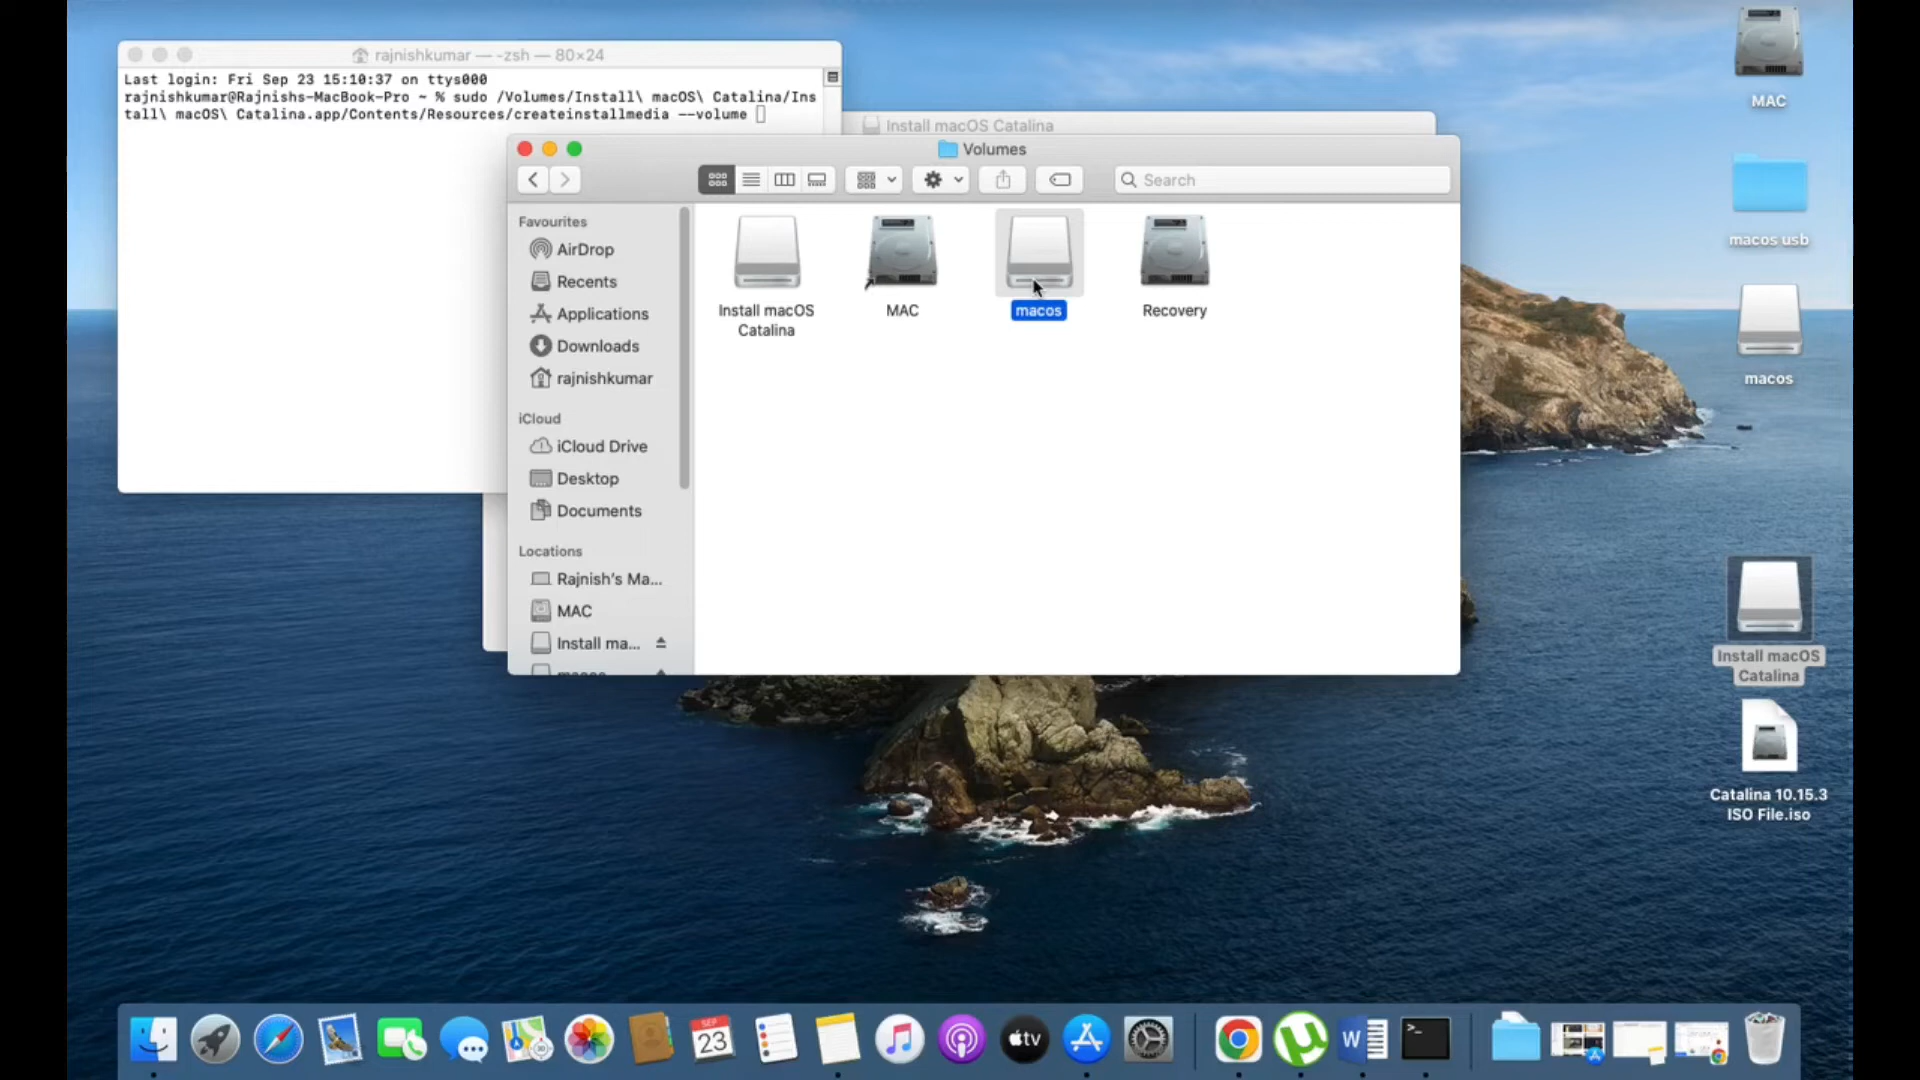 rajnishkumar — -zsh — 80×24
Last login: Fri Sep 23 15:10:37 on ttys000
rajnishkumar@Rajnishs-MacBook-Pro ~ % sudo /Volumes/Install\ macOS\ Catalina/Ins
tall\ macOS\ Catalina.app/Contents/Resources/createinstallmedia --volume
Install macOS Catalina
Volumes
Search
Favourites
AirDrop
Recents
Applications
Downloads
rajnishkumar
iCloud
iCloud Drive
Desktop
Documents
Locations
Rajnish's Ma...
MAC
Install ma...
macos
Install macOS
Catalina
MAC
macos
Recovery
MAC
macos usb
macos
Install macOS
Catalina
Catalina 10.15.3
ISO File.iso
SEP
23
tv
W
>_